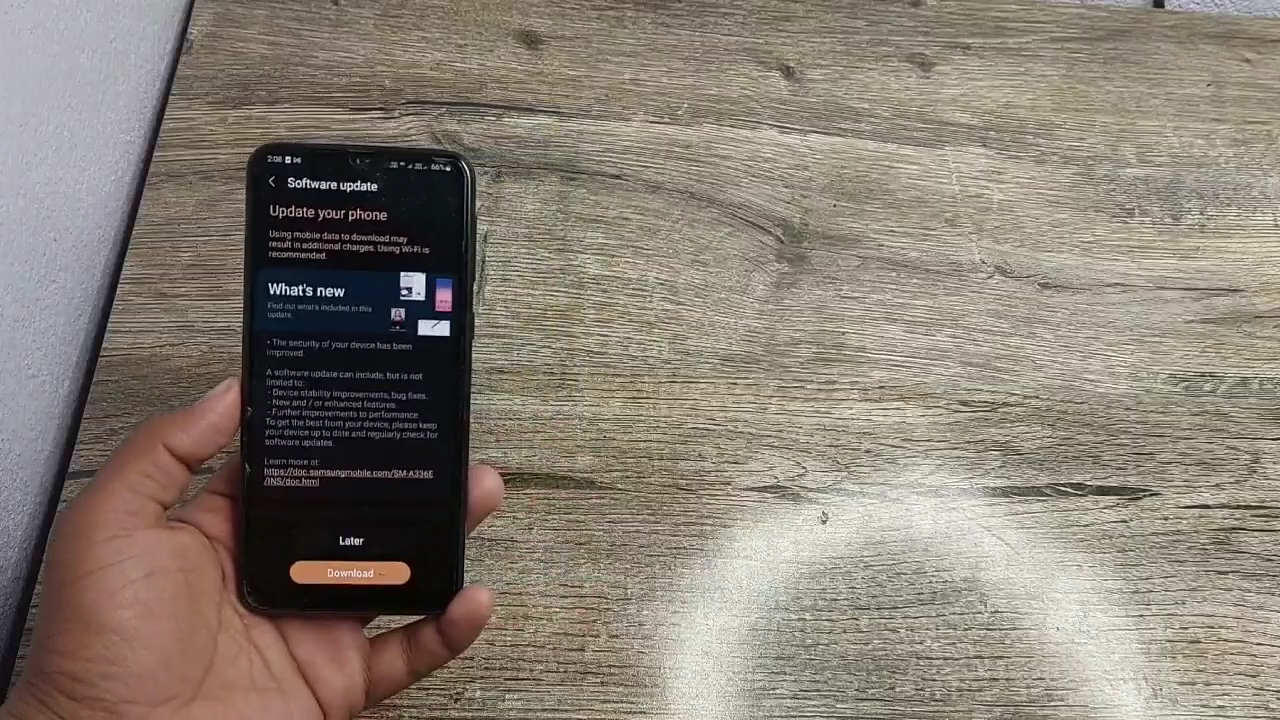 2:08
66%
Software update
Update your phone
Using mobile data to download may
result in additional charges. Using Wi-Fi is
recommended.
What's new
Find out what's included in this
update.
• The security of your device has been
improved.
A software update can include, but is not
limited to:
- Device stability improvements, bug fixes.
- New and / or enhanced features.
- Further improvements to performance
To get the best from your device, please keep
your device up to date and regularly check for
software updates.
Learn more at:
https://doc.samsungmobile.com/SM-A336E
/INS/doc.html
Later
Download